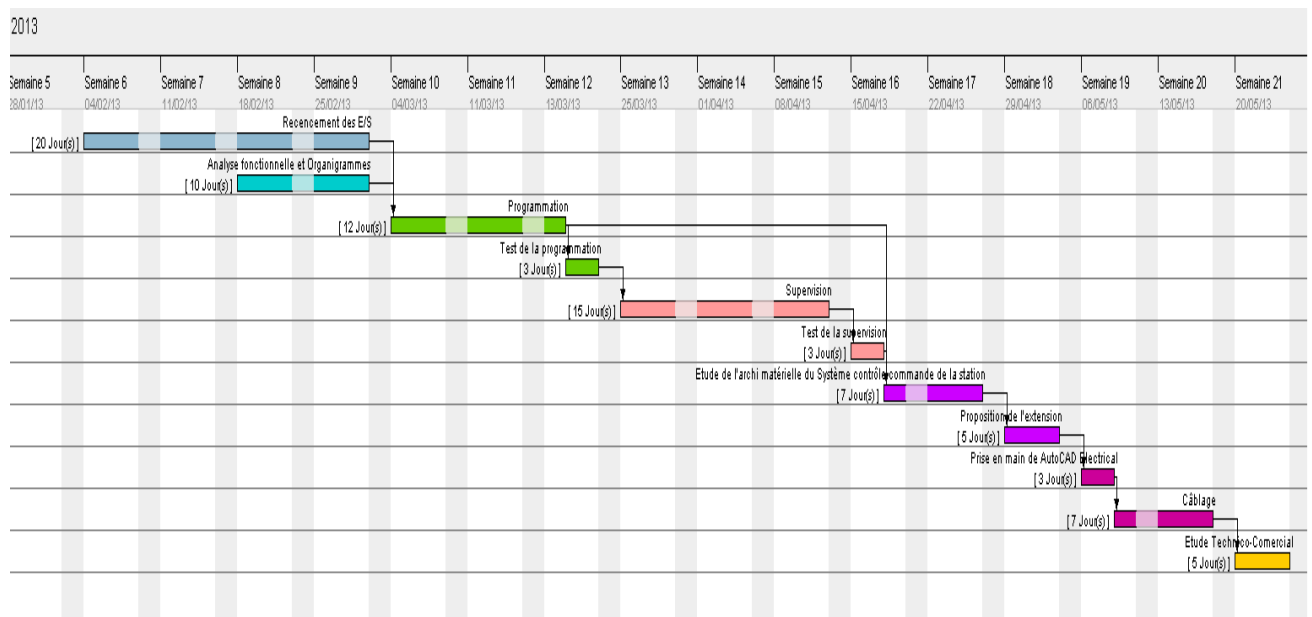 2013
Semaine 5 Semaine 6 Semaine 7 Semaine 8 Semaine 9 Semaine 10 Semaine 11 Semaine 12 Semaine 13 Semaine 14 Semaine 15 Semaine 16 Semaine 17 Semaine 18 Semaine 19 Semaine 20 Semaine 21
28/01/13 04/02/13 11/02/13 18/02/13 25/02/13 04/03/13 11/03/13 18/03/13 25/03/13 01/04/13 08/04/13 15/04/13 22/04/13 29/04/13 06/05/13 13/05/13 20/05/13
Recencement des E/S
[ 20 Jour(s) ]
Analyse fonctionnelle et Organigrammes
[ 10 Jour(s) ]
Programmation
[ 12 Jour(s) ]
Test de la programmation
[ 3 Jour(s) ]
Supervision
[ 15 Jour(s) ]
Test de la supervision
[ 3 Jour(s) ]
Etude de l'archi matérielle du Système contrôle commande de la station
[ 7 Jour(s) ]
Proposition de l'extension
[ 5 Jour(s) ]
Prise en main de AutoCAD Electrical
[ 3 Jour(s) ]
Câblage
[ 7 Jour(s) ]
Etude Technico-Comercial
[ 5 Jour(s) ]